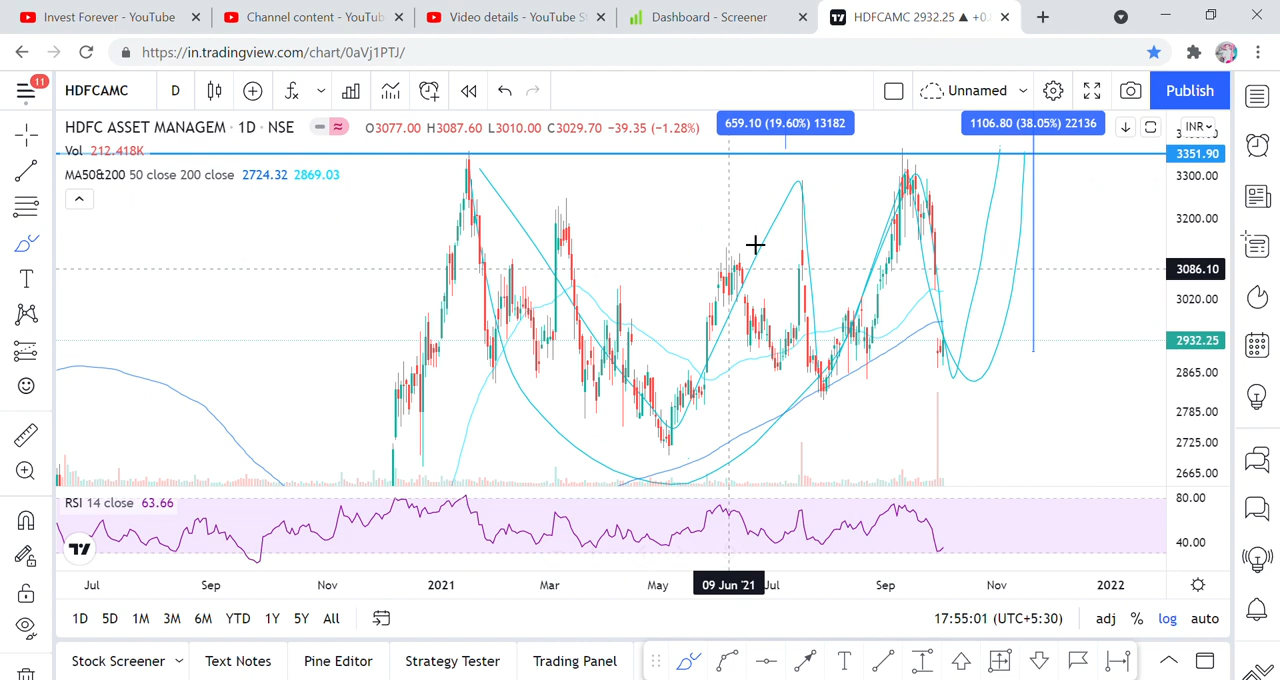 Invest Forever - YouTube
Channel content - YouTub
Video details - YouTube S
Dashboard - Screener
HDFCAMC 2932.25 ▲ +0.
https://in.tradingview.com/chart/0aVj1PTJ/
11
HDFCAMC
D
Unnamed
Publish
HDFC ASSET MANAGEM · 1D · NSE
O3077.00 H3087.60 L3010.00 C3029.70 −39.35 (−1.28%)
659.10 (19.60%) 13182
1106.80 (38.05%) 22136
INR
Vol 212.418K
MA50&200 50 close 200 close 2724.32 2869.03
3351.90
3300.00
3200.00
3086.10
3020.00
2932.25
2865.00
2785.00
2725.00
2665.00
RSI 14 close 63.66
80.00
40.00
Jul
Sep
Nov
2021
Mar
May
09 Jun '21
Jul
Sep
Nov
2022
1D 5D 1M 3M 6M YTD 1Y 5Y All
17:55:01 (UTC+5:30)
adj % log auto
Stock Screener
Text Notes
Pine Editor
Strategy Tester
Trading Panel